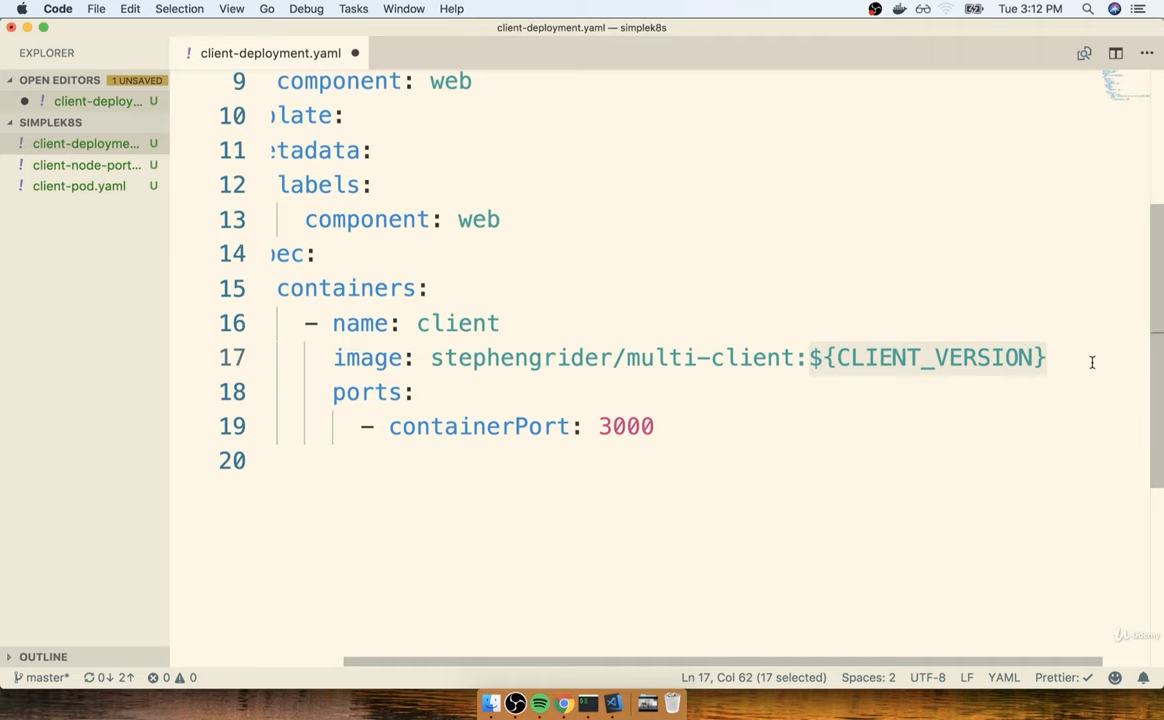 Code File Edit Selection View Go Debug Tasks Window Help Tue 3:12 PM
client-deployment.yaml — simplek8s
EXPLORER
! client-deployment.yaml
OPEN EDITORS 1 UNSAVED
! client-deploy... U
SIMPLEK8S
! client-deployme... U
! client-node-port... U
! client-pod.yaml U
9 component: web
10 plate:
11 etadata:
12 labels:
13 component: web
14 pec:
15 containers:
16 - name: client
17 image: stephengrider/multi-client:${CLIENT_VERSION}
18 ports:
19 - containerPort: 3000
20
Udemy
OUTLINE
master* 0↓ 2↑ 0 0 Ln 17, Col 62 (17 selected) Spaces: 2 UTF-8 LF YAML Prettier: ✓